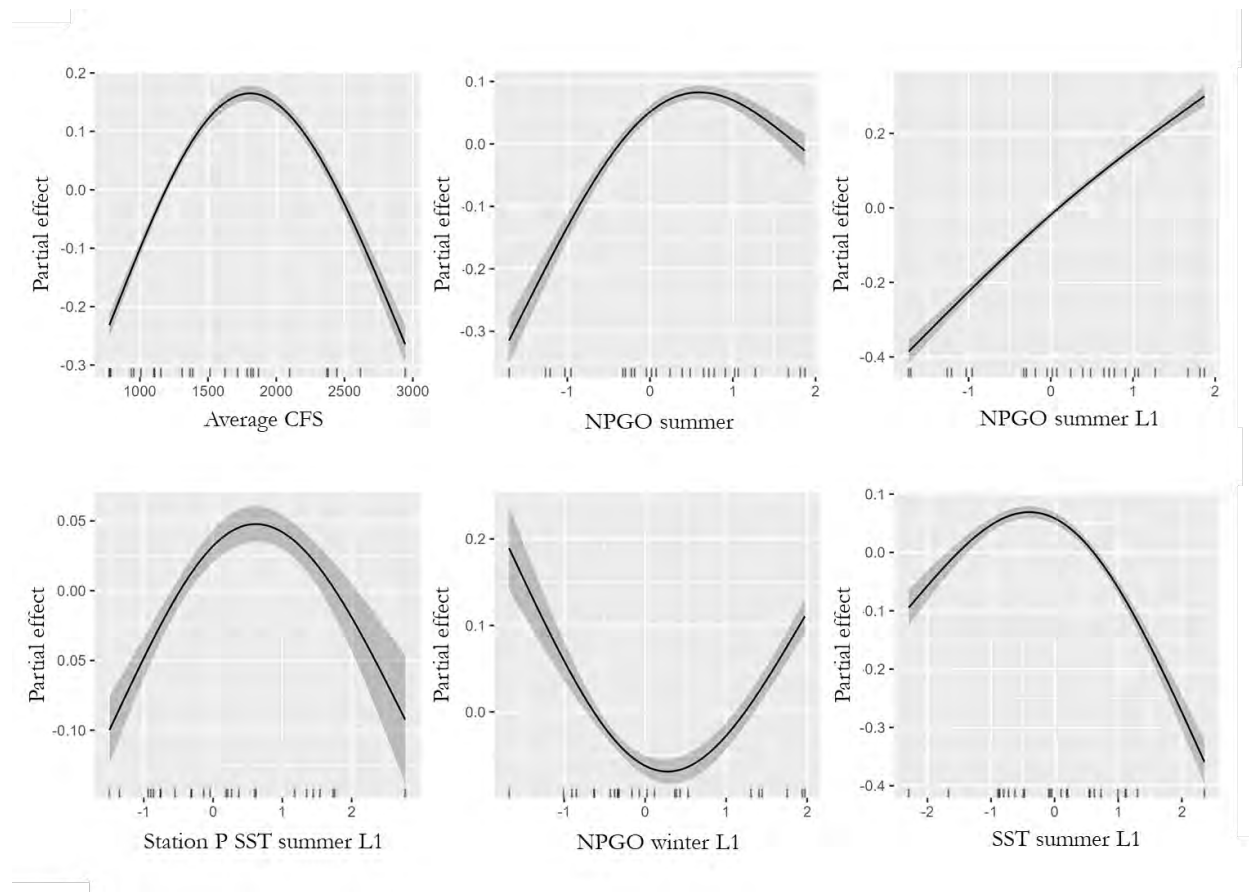 0.2
0.1
0.0
-0.1
-0.2
-0.3
Partial effect
1000 1500 2000 2500 3000
Average CFS
0.1
0.0
-0.1
-0.2
-0.3
Partial effect
-1 0 1 2
NPGO summer
0.2
0.0
-0.2
-0.4
Partial effect
-1 0 1 2
NPGO summer L1
0.05
0.00
0.05
-0.10
Partial effect
-1 0 1 2
Station P SST summer L1
0.2
0.1
0.0
Partial effect
-1 0 1 2
NPGO winter L1
0.1
0.0
-0.1
-0.2
-0.3
-0.4
Partial effect
-2 -1 0 1 2
SST summer L1